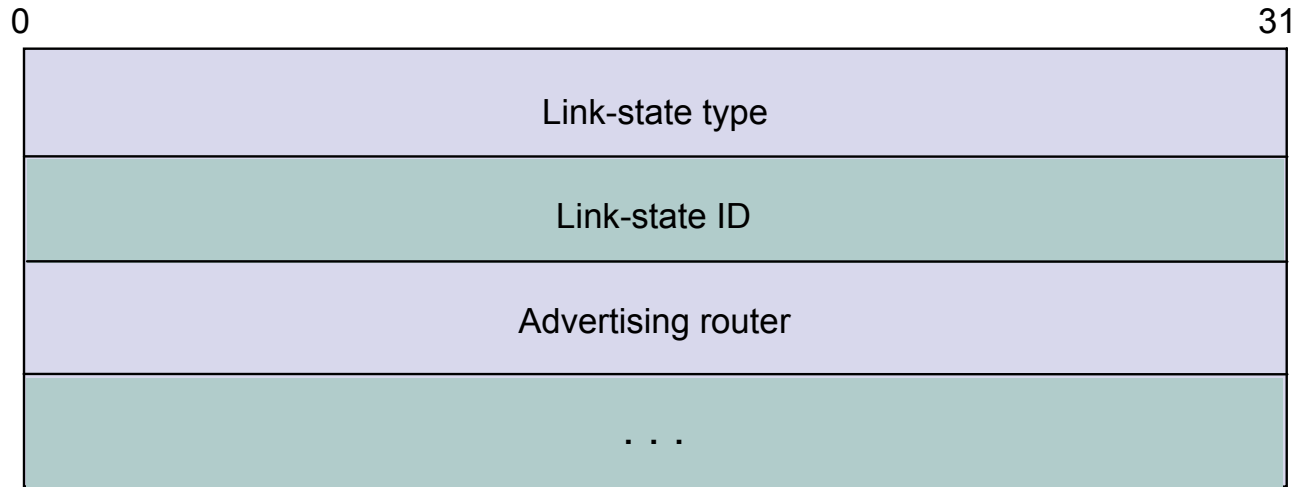 0 31
Link-state type
Link-state ID
Advertising router
. . .